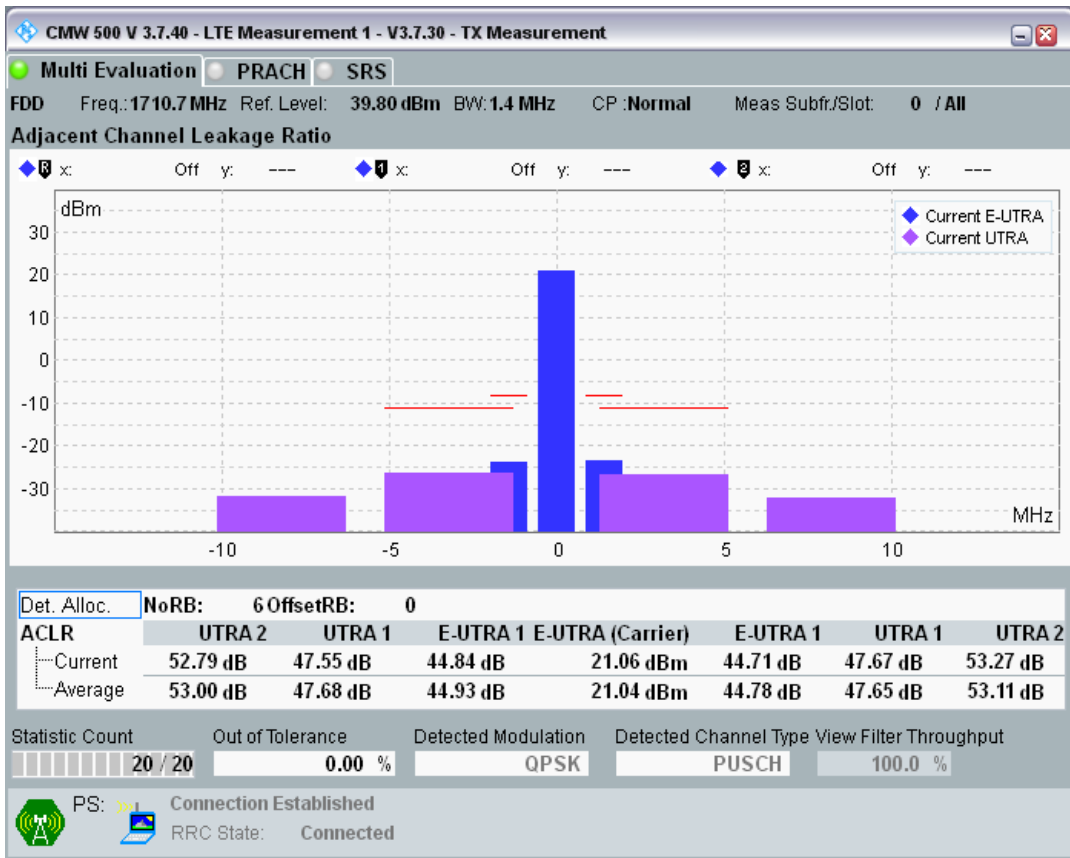 CMW 500 V 3.7.40 - LTE Measurement 1 - V3.7.30 - TX Measurement
Multi Evaluation PRACH SRS
FDD Freq.: 1710.7 MHz Ref. Level: 39.80 dBm BW: 1.4 MHz CP : Normal Meas Subfr./Slot: 0 / All
Adjacent Channel Leakage Ratio
R x: Off y: --- 1 x: Off y: --- 2 x: Off y: ---
dBm
Current E-UTRA
Current UTRA
30
20
10
0
-10
-20
-30
MHz
-10 -5 0 5 10
Det. Alloc. NoRB: 6 OffsetRB: 0
ACLR UTRA 2 UTRA 1 E-UTRA 1 E-UTRA (Carrier) E-UTRA 1 UTRA 1 UTRA 2
Current 52.79 dB 47.55 dB 44.84 dB 21.06 dBm 44.71 dB 47.67 dB 53.27 dB
Average 53.00 dB 47.68 dB 44.93 dB 21.04 dBm 44.78 dB 47.65 dB 53.11 dB
Statistic Count Out of Tolerance Detected Modulation Detected Channel Type View Filter Throughput
20 / 20 0.00 % QPSK PUSCH 100.0 %
PS: Connection Established
RRC State: Connected